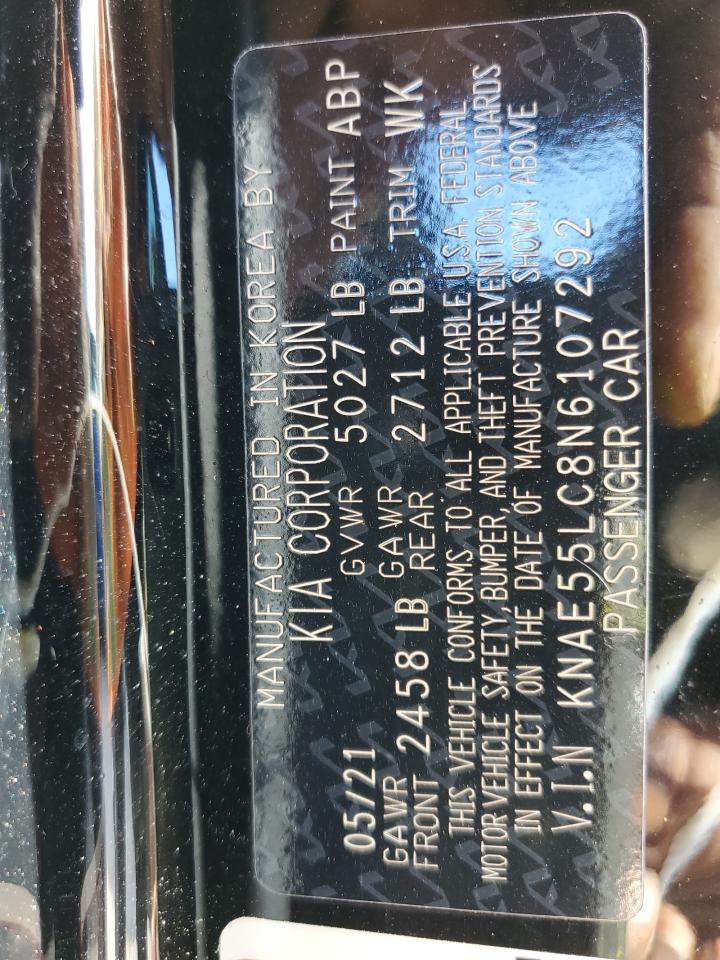 MANUFACTURED IN KOREA BY
KIA CORPORATION
05/21 GVWR 5027 LB PAINT ABP
GAWR FRONT 2458 LB GAWR REAR 2712 LB TRIM WK
THIS VEHICLE CONFORMS TO ALL APPLICABLE U.S.A. FEDERAL
MOTOR VEHICLE SAFETY, BUMPER, AND THEFT PREVENTION STANDARDS
IN EFFECT ON THE DATE OF MANUFACTURE SHOWN ABOVE
V.I.N KNAE55LC8N6107292
PASSENGER CAR